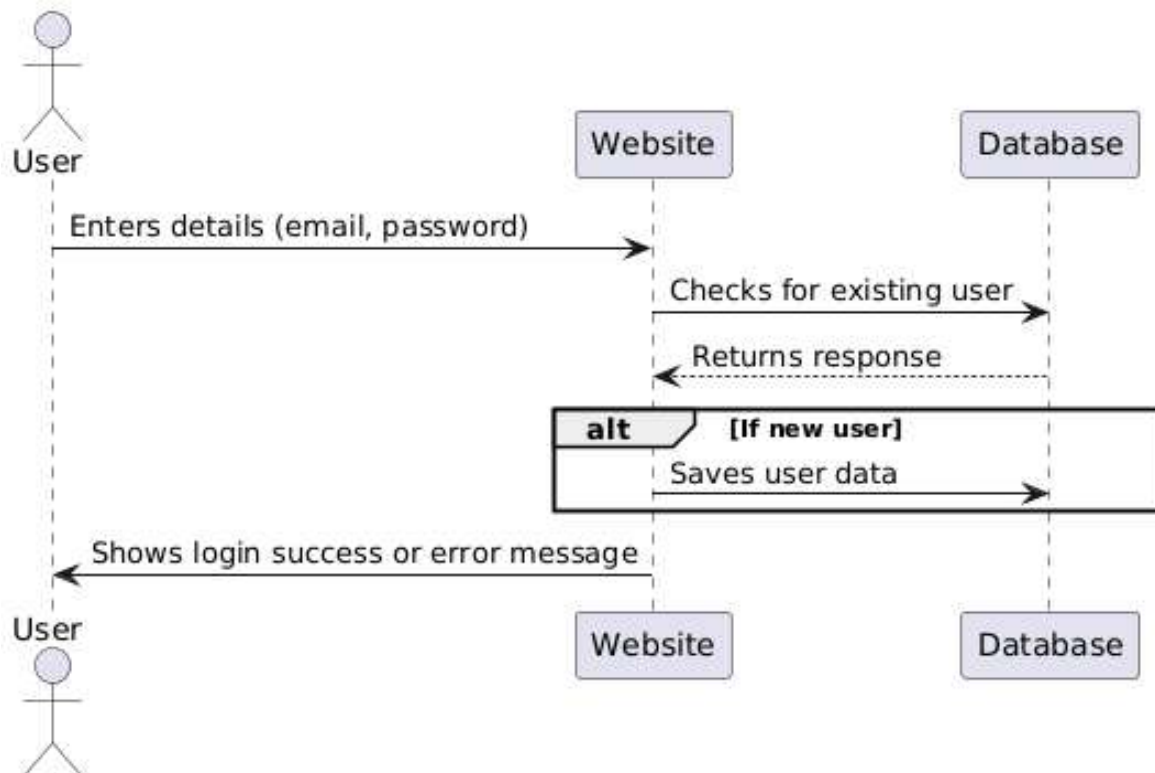 User
Website
Database
Enters details (email, password)
Checks for existing user
Returns response
alt [If new user]
Saves user data
Shows login success or error message
User
Website
Database